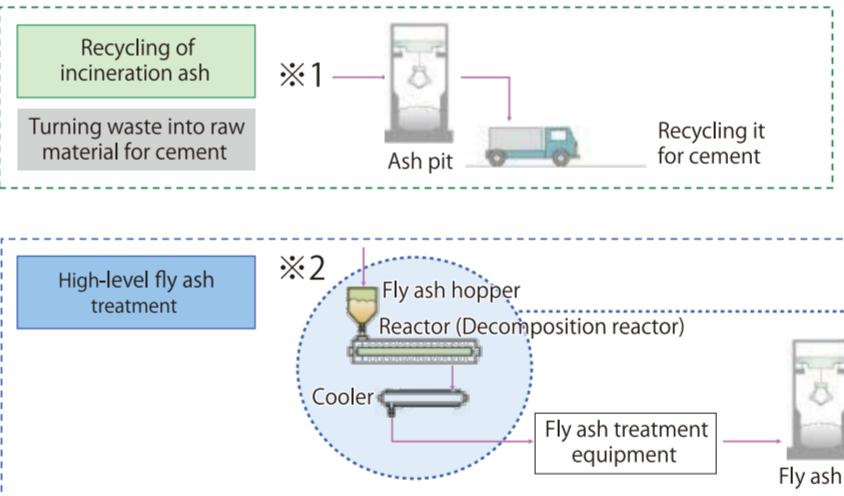 Recycling of
incineration ash
※1
Turning waste into raw
material for cement
Ash pit
Recycling it
for cement
High-level fly ash
treatment
※2
Fly ash hopper
Reactor (Decomposition reactor)
Cooler
Fly ash treatment
equipment
Fly ash